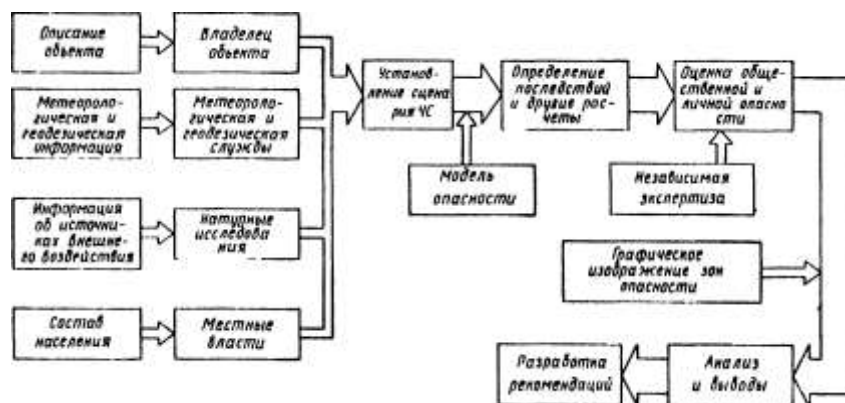 Описание
объекта
Владелец
объекта
Метеороло-
гическая и
геодезическая
информация
Метеороло-
гическая и
геодезическая
службы
Информация
об источни-
ках внешне-
го воздействия
Натурные
исследова
ния
Состав
населения
Местные
власти
Установ-
ление сцена
рия ЧС
Определение
последствий
и другие рас-
четы
Оценка общес-
твенной и
личной опасно
сти
Модель
опасности
Независимая
экспертиза
Графическое
изображение зон
опасности
Разработка
рекомендаций
Анализ
и выводы